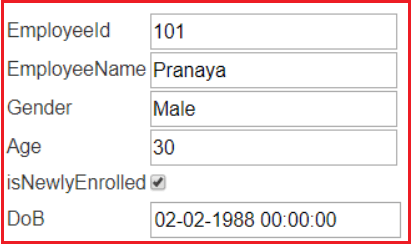 EmployeeId 101
EmployeeName Pranaya
Gender Male
Age 30
isNewlyEnrolled
DoB 02-02-1988 00:00:00